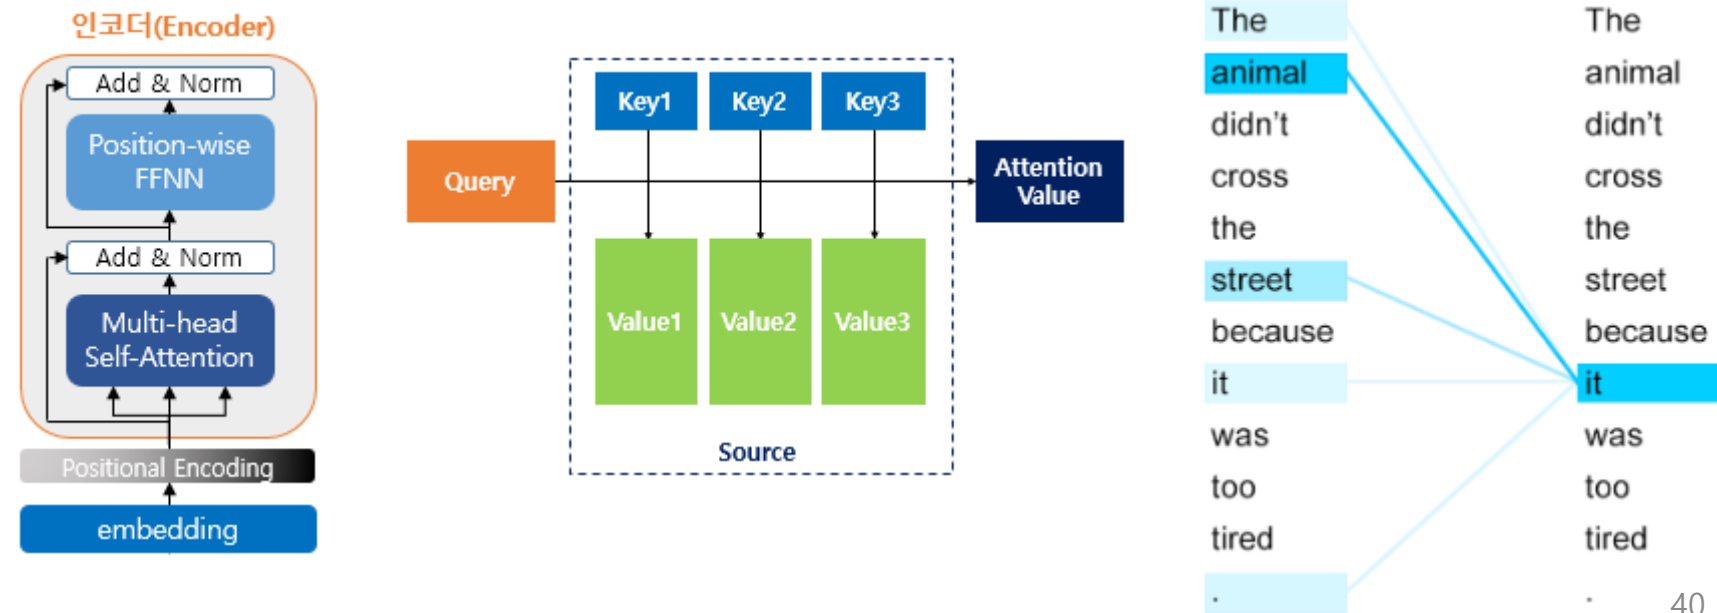 인코더(Encoder)
Add & Norm
Position-wise
FFNN
Add & Norm
Multi-head
Self-Attention
Positional Encoding
embedding
Query
Key1 Key2 Key3
Value1 Value2 Value3
Source
Attention
Value
The
animal
didn't
cross
the
street
because
it
was
too
tired
.
The
animal
didn't
cross
the
street
because
it
was
too
tired
.
40